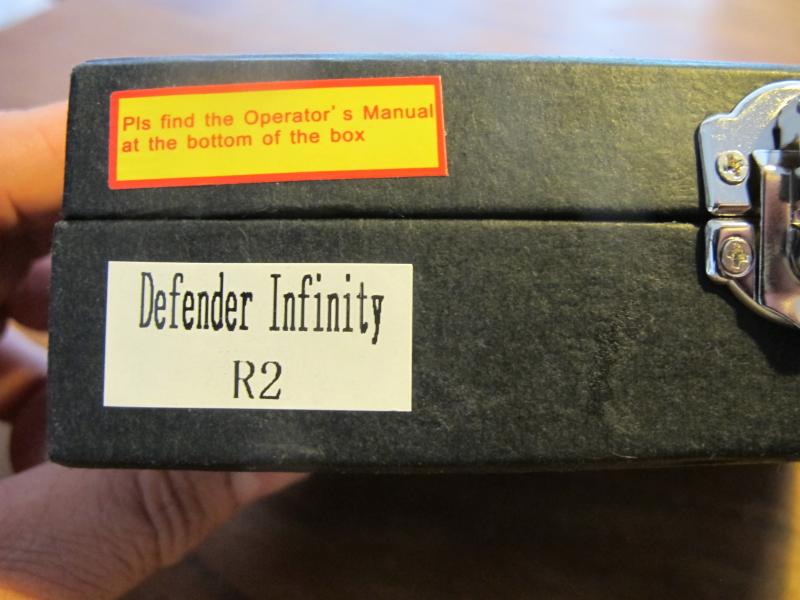 Pls find the Operator's Manual
at the bottom of the box
Defender Infinity
R2